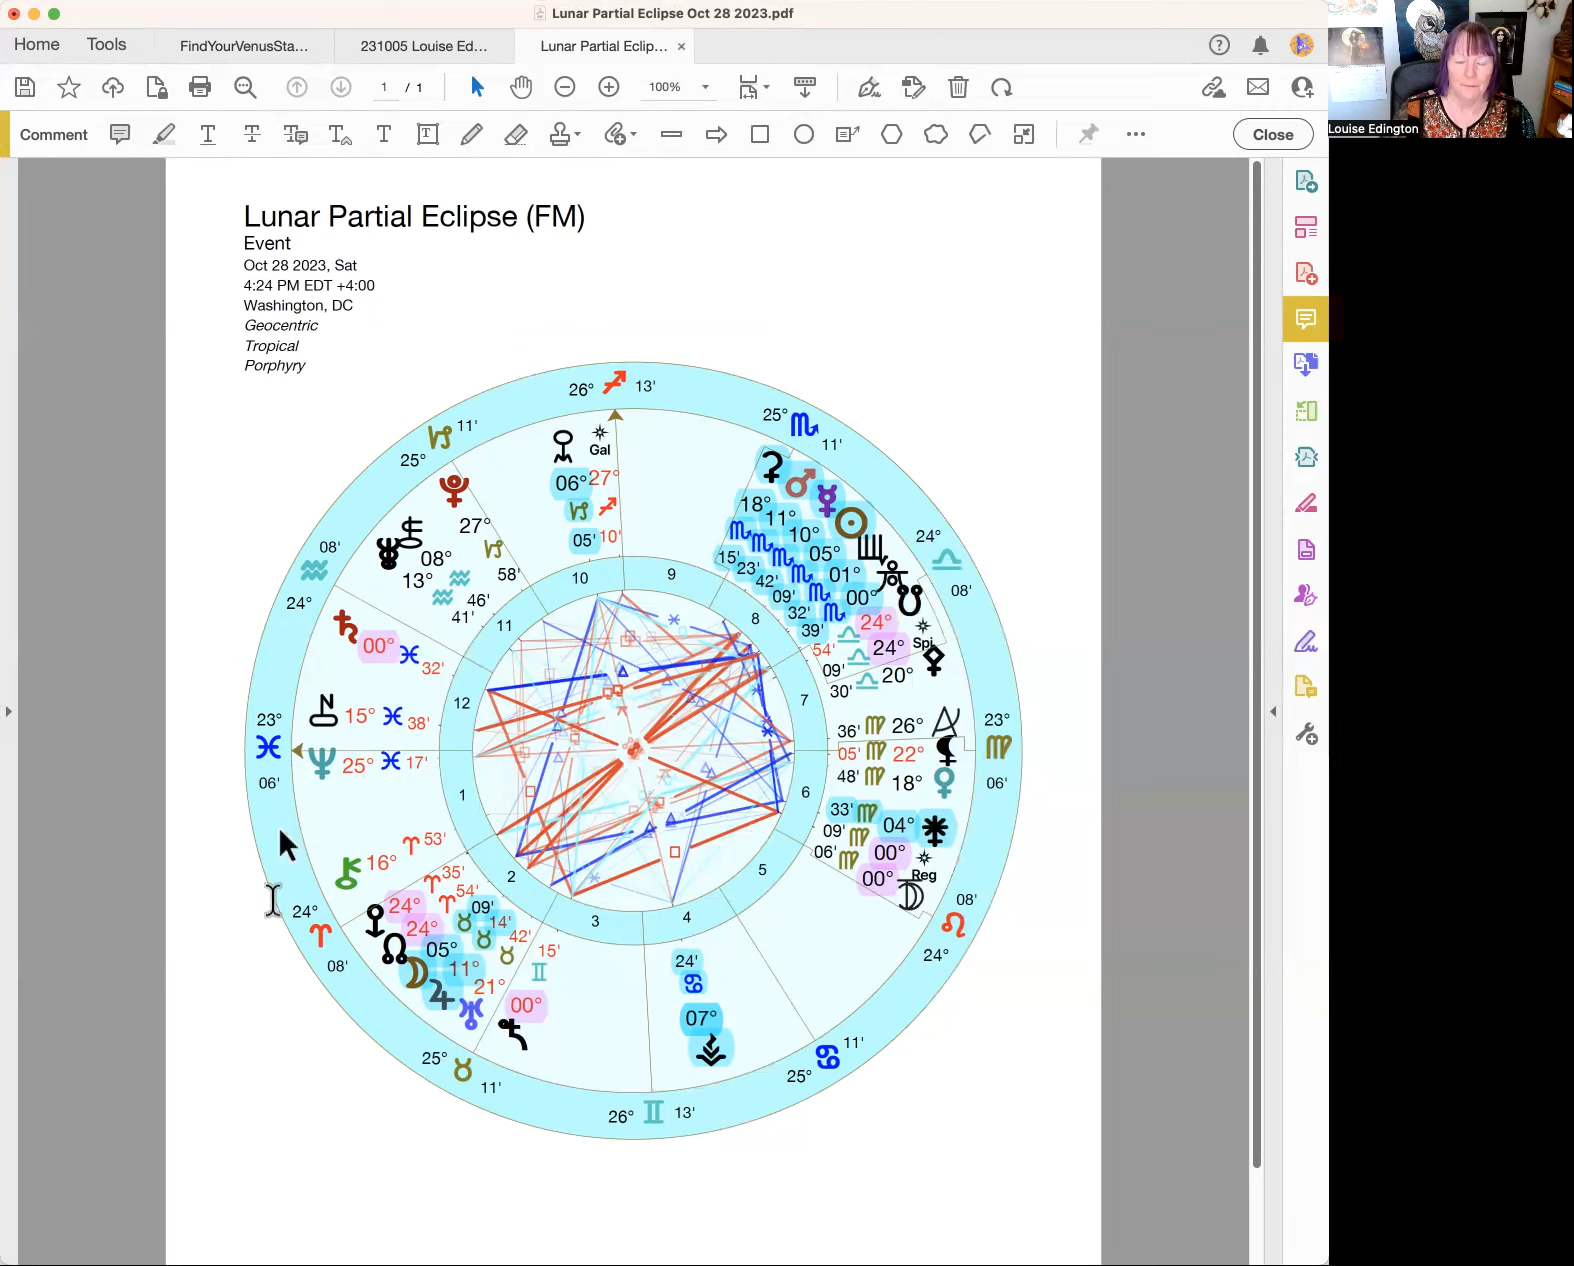 Lunar Partial Eclipse Oct 28 2023.pdf
Home Tools FindYourVenusSta... 231005 Louise Ed... Lunar Partial Eclip... ×
1 / 1 100%
Comment Close
Louise Edington
Lunar Partial Eclipse (FM)
Event
Oct 28 2023, Sat
4:24 PM EDT +4:00
Washington, DC
Geocentric
Tropical
Porphyry
26° ♐ 13'
25° ♏ 11'
24° ♎ 08'
23° ♍ 06'
24° ♌ 08'
25° ♋ 11'
26° ♊ 13'
25° ♉ 11'
24° ♈ 08'
23° ♓ 06'
24° ♒ 08'
25° ♑ 11'
Gal
27° ♐ 10'
06° ♑ 05'
27° ♑ 58'
08° ♒ 46'
13° ♒ 41'
♄ 00° ♓ 32'
15° ♓ 38'
♆ 25° ♓ 17'
16° ♈ 53'
24° ♈ 35'
☊ 24° ♈ 54'
☽ 05° ♉ 09'
♃ 11° ♉ 14'
♅ 21° ♉ 42'
00° ♊ 15'
24' ♋ 07°
00° ♍ 06'
Reg 00° ♍ 09'
04° ♍ 33'
♀ 18° ♍ 48'
⚸ 22° ♍ 05'
26° ♍ 36'
⚴ 20° ♎ 30'
Spi 24° ♎ 09'
☋ 24° ♎ 54'
00° ♏ 39'
01° ♏ 32'
☉ 05° ♏ 09'
☿ 10° ♏ 42'
♂ 11° ♏ 23'
⚳ 18° ♏ 15'
1
2
3
4
5
6
7
8
9
10
11
12